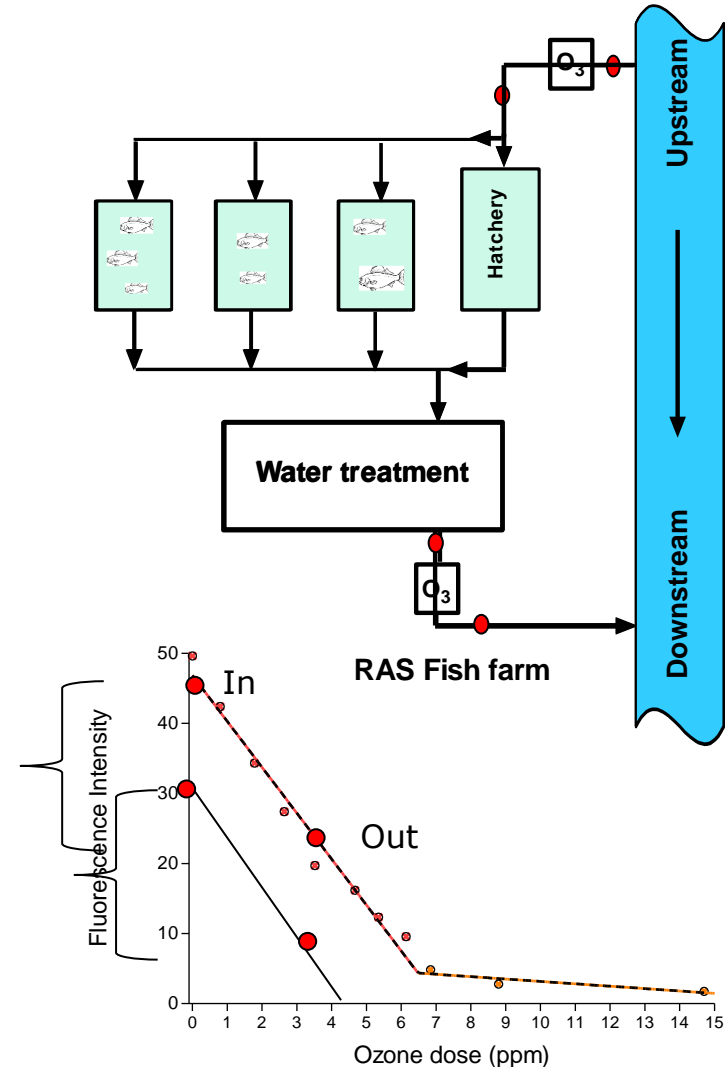 O3
Upstream
Hatchery
Water treatment
O3
Downstream
RAS Fish farm
In
Out
Fluorescence Intensity
50
40
30
20
10
0
0 1 2 3 4 5 6 7 8 9 10 11 12 13 14 15
Ozone dose (ppm)